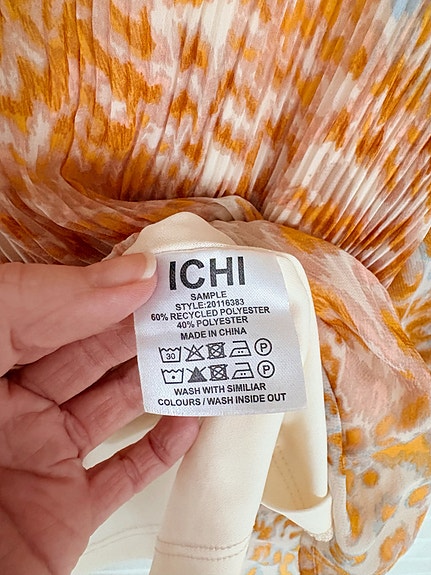 ICHI
SAMPLE
STYLE:20116383
60% RECYCLED POLYESTER
40% POLYESTER
MADE IN CHINA
30 P
P
WASH WITH SIMILIAR
COLOURS / WASH INSIDE OUT